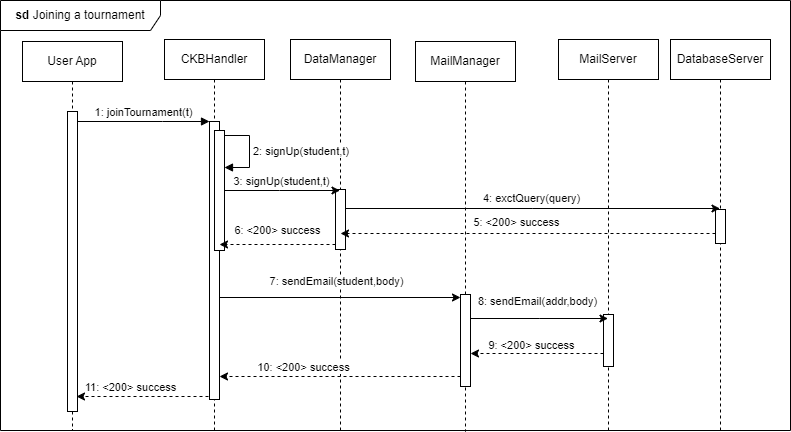 sd Joining a tournament
User App
CKBHandler
DataManager
MailManager
MailServer
DatabaseServer
1: joinTournament(t)
2: signUp(student,t)
3: signUp(student,t)
4: exctQuery(query)
5: <200> success
6: <200> success
7: sendEmail(student,body)
8: sendEmail(addr,body)
9: <200> success
10: <200> success
11: <200> success